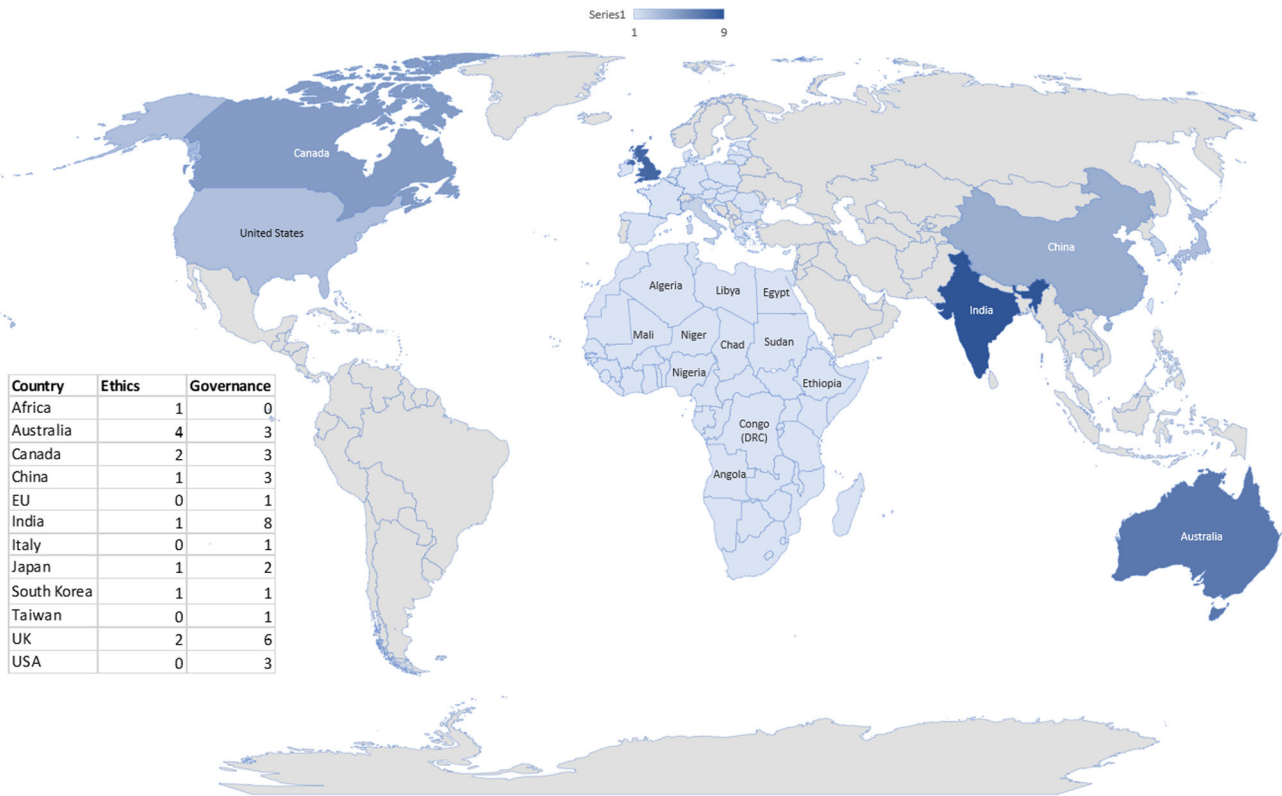 Series1
1 9
Canada
United States
China
India
Algeria
Libya
Egypt
Mali
Niger
Chad
Sudan
Nigeria
Ethiopia
Congo
(DRC)
Angola
Australia
Country Ethics Governance
Africa 1 0
Australia 4 3
Canada 2 3
China 1 3
EU 0 1
India 1 8
Italy 0 1
Japan 1 2
South Korea 1 1
Taiwan 0 1
UK 2 6
USA 0 3